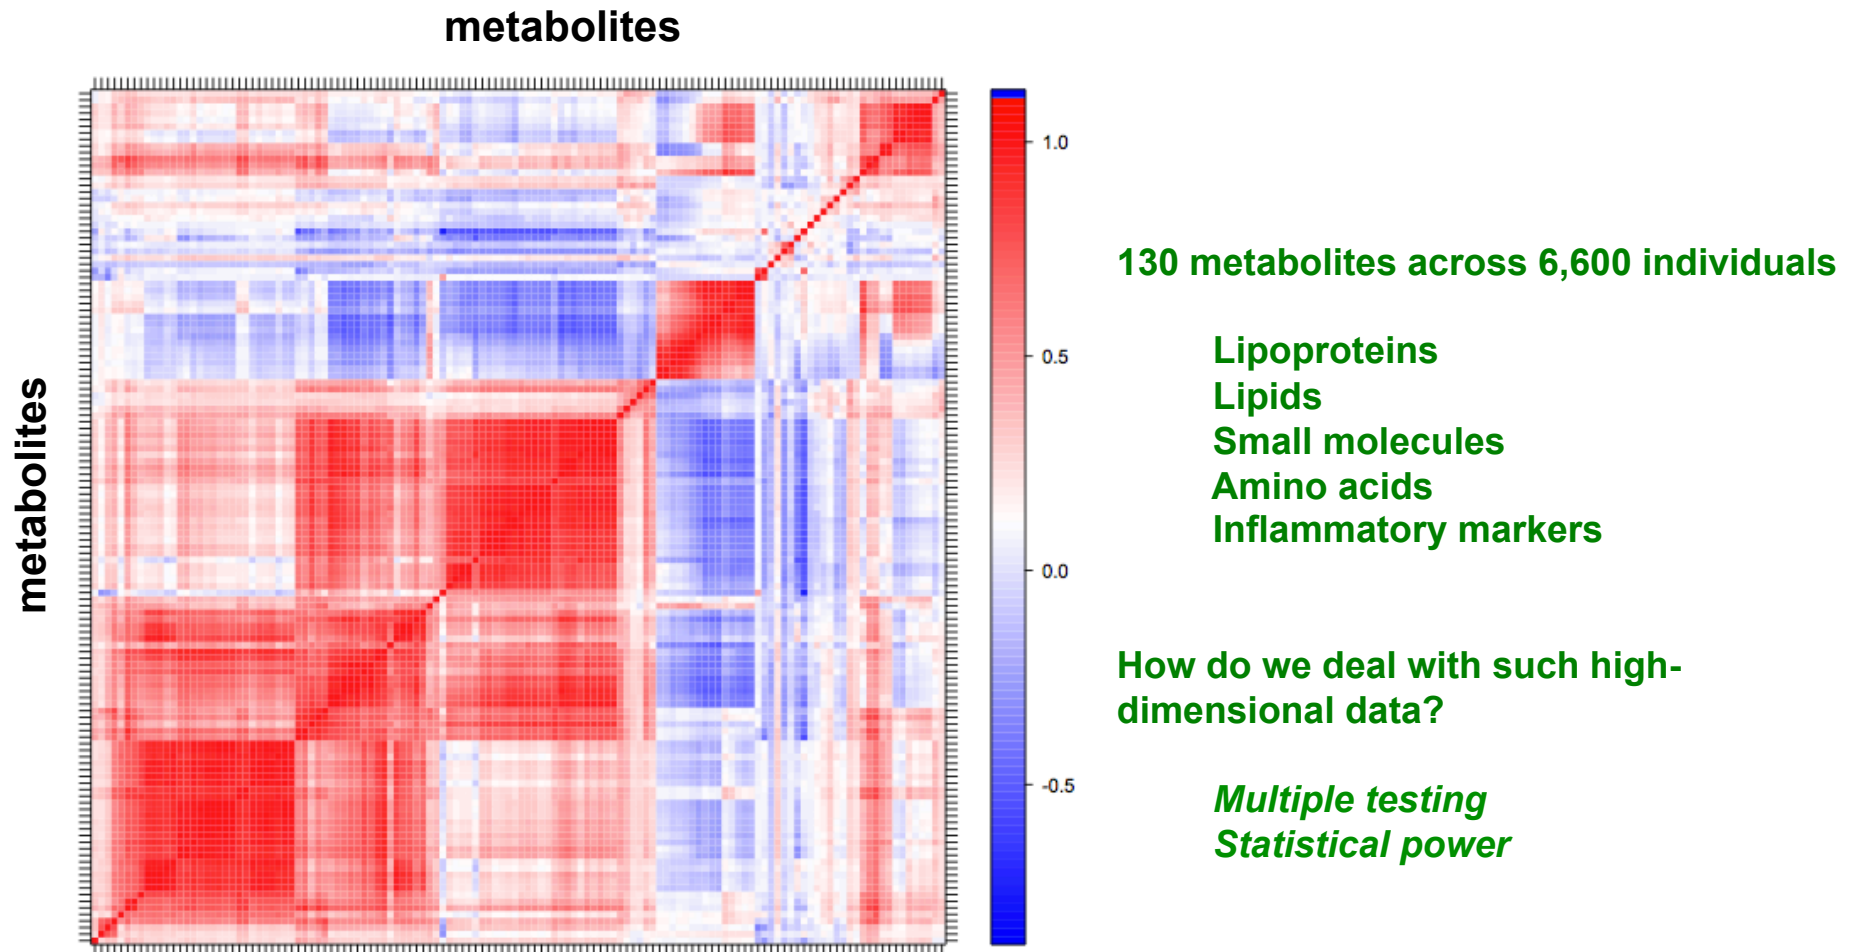 metabolites
metabolites
1.0
0.5
0.0
-0.5
130 metabolites across 6,600 individuals
Lipoproteins
Lipids
Small molecules
Amino acids
Inflammatory markers
How do we deal with such high-
dimensional data?
Multiple testing
Statistical power